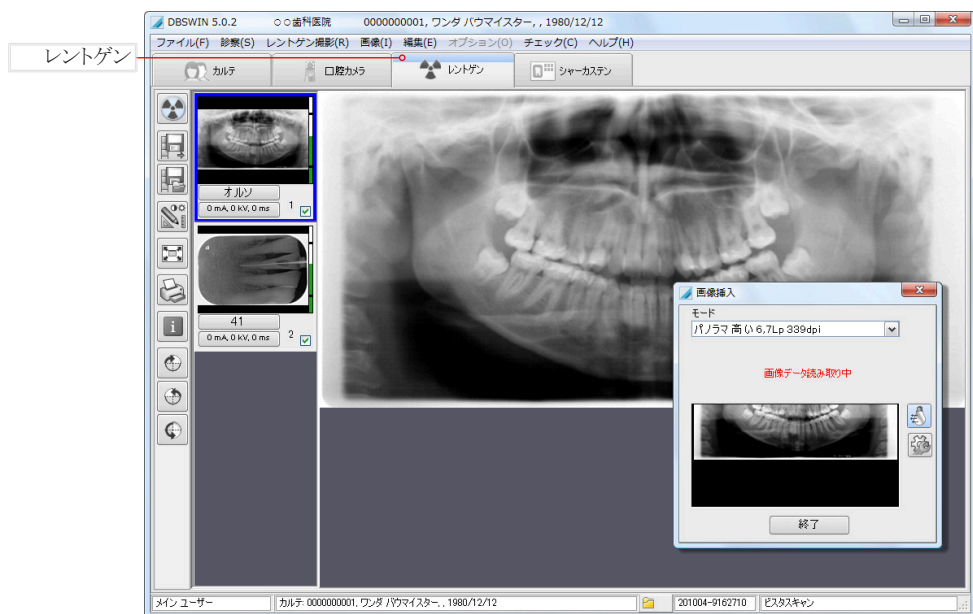 レントゲン
DBSWIN 5.0.2 ○○歯科医院 0000000001, ワンダ バウマイスター, , 1980/12/12
ファイル(F) 診察(S) レントゲン撮影(R) 画像(I) 編集(E) オプション(O) チェック(C) ヘルプ(H)
カルテ 口腔カメラ レントゲン シャーカステン
オルソ
0 mA, 0 kV, 0 ms 1
41
0 mA, 0 kV, 0 ms 2
画像挿入
モード
パノラマ 高 い 6,7Lp 339dpi
画像データ読み取り中
終了
メイン ユーザー カルテ: 0000000001, ワンダ バウマイスター, , 1980/12/12 201004-9162710 ビスタスキャン